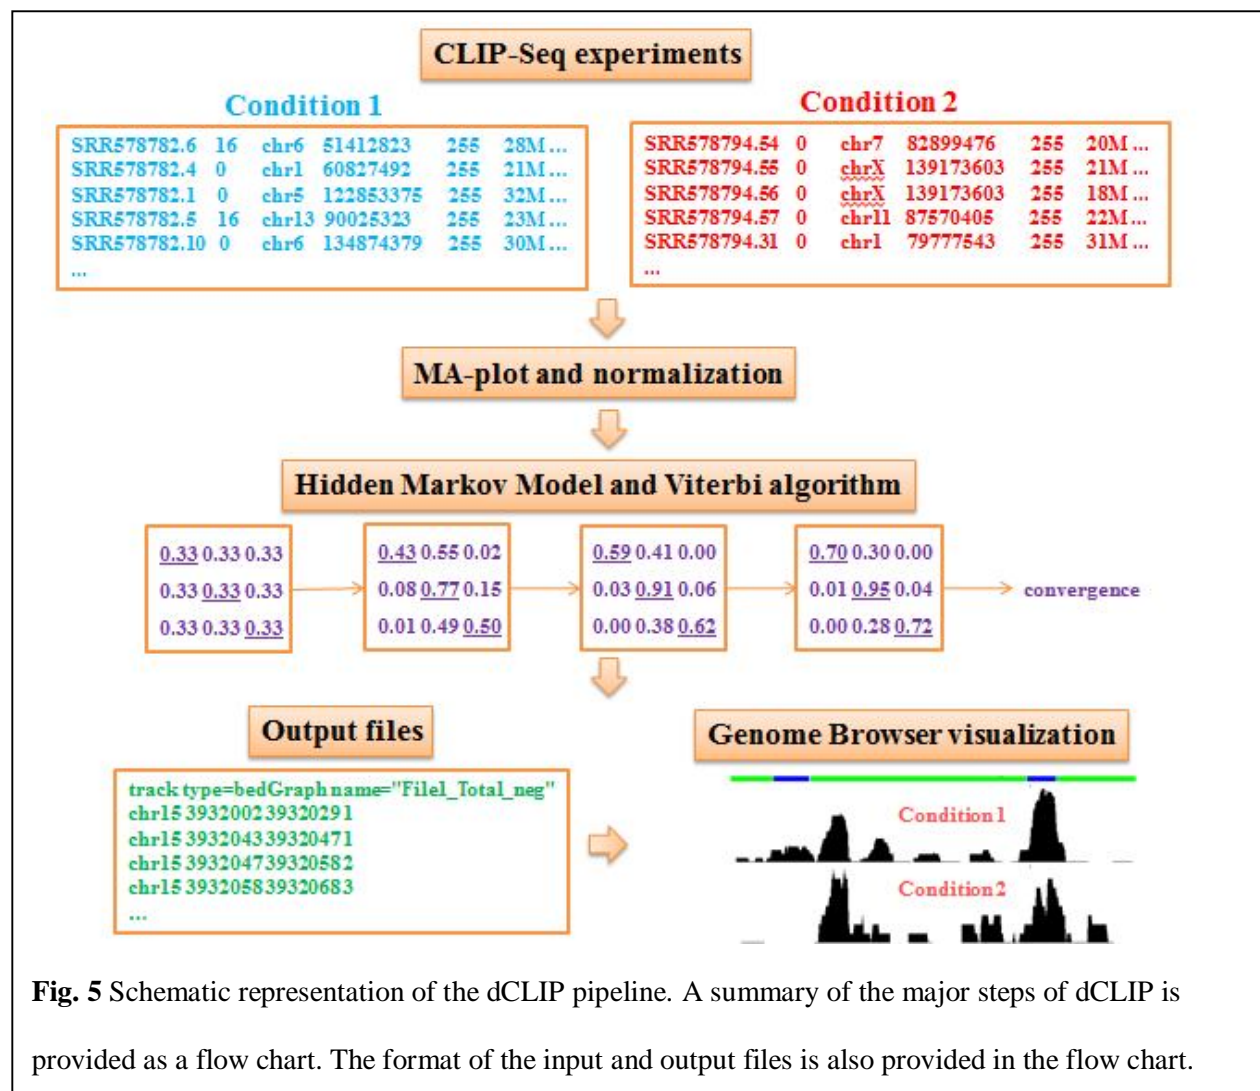 CLIP-Seq experiments
Condition 1
SRR578782.6 16 chr6 51412823 255 28M ...
SRR578782.4 0 chr1 60827492 255 21M ...
SRR578782.1 0 chr5 122853375 255 32M ...
SRR578782.5 16 chr13 90025323 255 23M ...
SRR578782.10 0 chr6 134874379 255 30M ...
...
Condition 2
SRR578794.54 0 chr7 82899476 255 20M ...
SRR578794.55 0 chrX 139173603 255 21M ...
SRR578794.56 0 chrX 139173603 255 18M ...
SRR578794.57 0 chr11 87570405 255 22M ...
SRR578794.31 0 chr1 79777543 255 31M ...
...
MA-plot and normalization
Hidden Markov Model and Viterbi algorithm
0.33 0.33 0.33
0.33 0.33 0.33
0.33 0.33 0.33
0.43 0.55 0.02
0.08 0.77 0.15
0.01 0.49 0.50
0.59 0.41 0.00
0.03 0.91 0.06
0.00 0.38 0.62
0.70 0.30 0.00
0.01 0.95 0.04
0.00 0.28 0.72
convergence
Output files
track type=bedGraph name="File1_Total_neg"
chr15 39320023 9320291
chr15 39320433 9320471
chr15 39320473 9320582
chr15 39320583 9320683
...
Genome Browser visualization
Condition 1
Condition 2
Fig. 5 Schematic representation of the dCLIP pipeline. A summary of the major steps of dCLIP is
provided as a flow chart. The format of the input and output files is also provided in the flow chart.